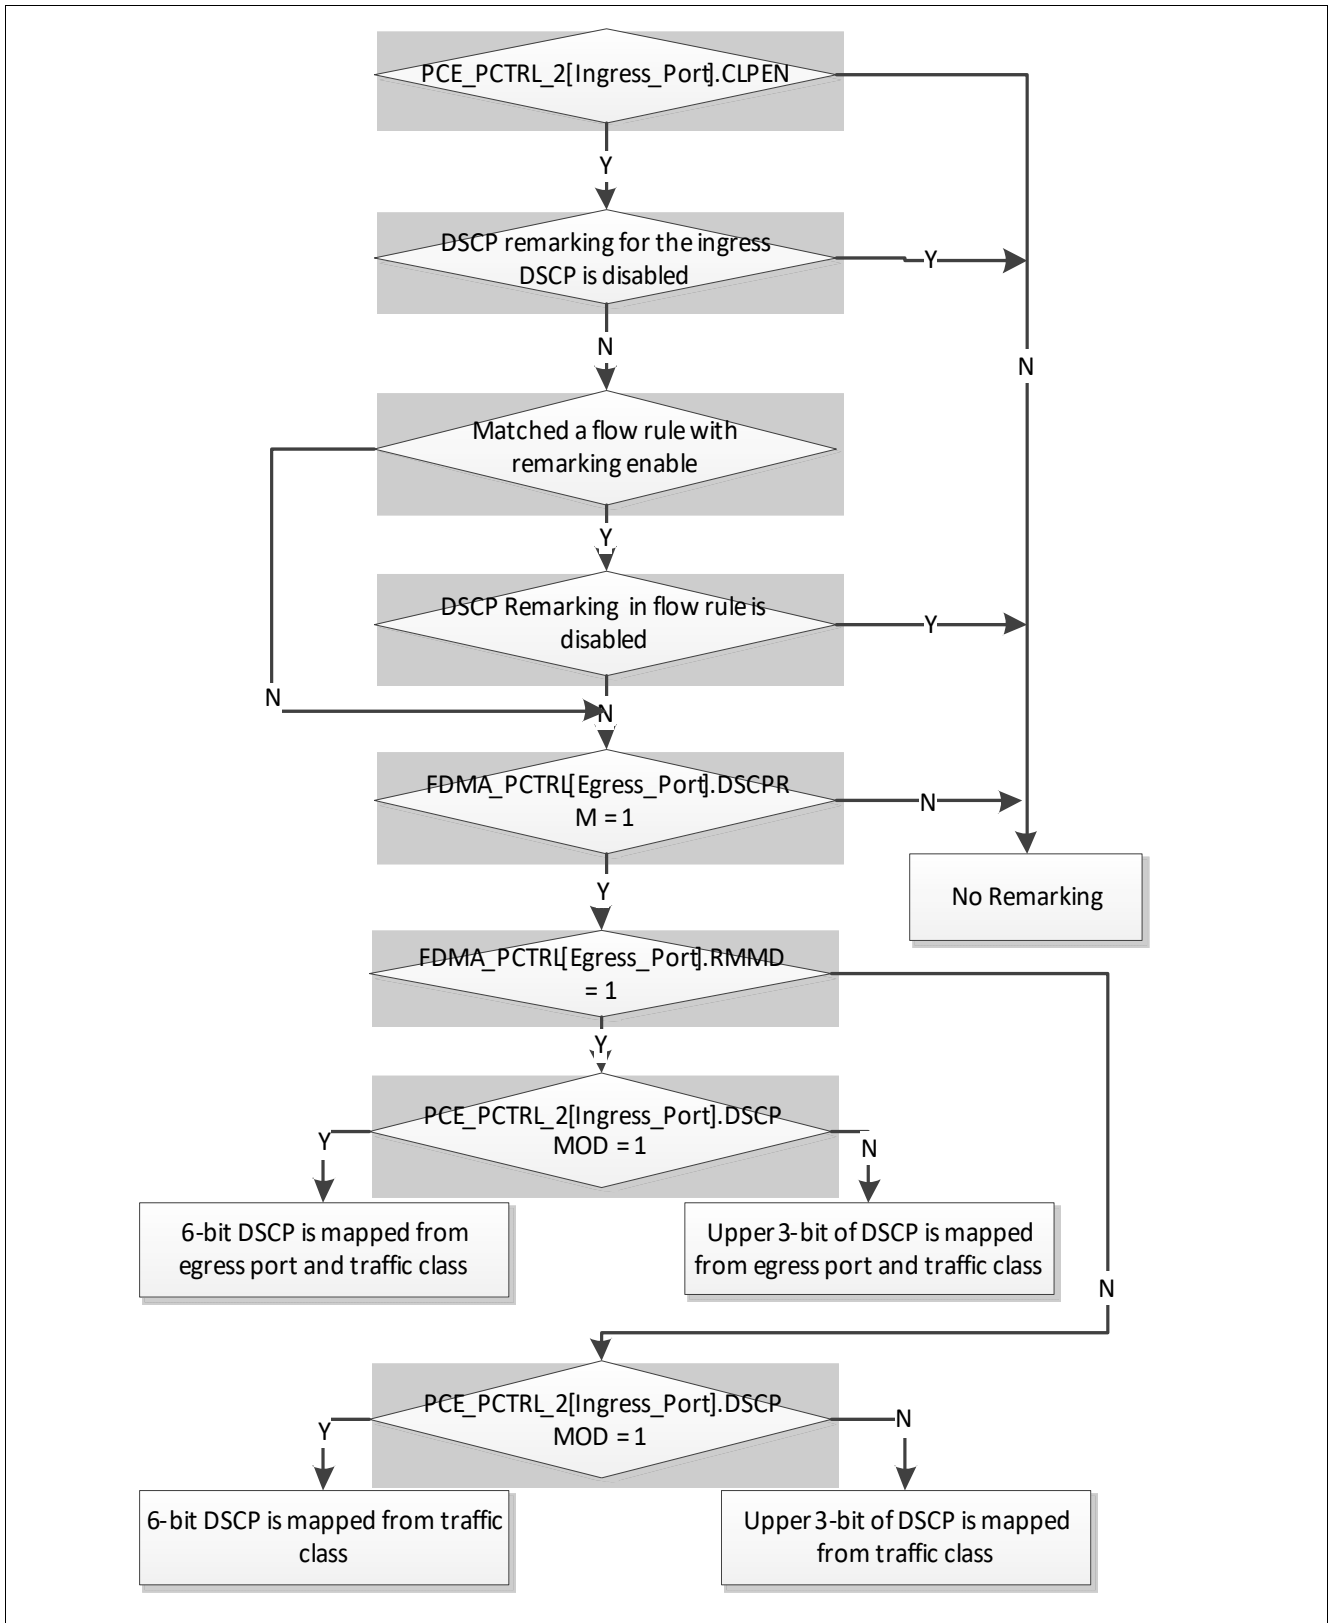 PCE_PCTRL_2[Ingress_Port].CLPEN
Y
DSCP remarking for the ingress
DSCP is disabled
Y
N
N
Matched a flow rule with
remarking enable
Y
DSCP Remarking in flow rule is
disabled
Y
N
N
FDMA_PCTRL[Egress_Port].DSCPR
M = 1
N
Y
No Remarking
FDMA_PCTRL[Egress_Port].RMMD
= 1
Y
PCE_PCTRL_2[Ingress_Port].DSCP
MOD = 1
Y
N
6-bit DSCP is mapped from
egress port and traffic class
Upper 3-bit of DSCP is mapped
from egress port and traffic class
N
PCE_PCTRL_2[Ingress_Port].DSCP
MOD = 1
Y
N
6-bit DSCP is mapped from traffic
class
Upper 3-bit of DSCP is mapped
from traffic class